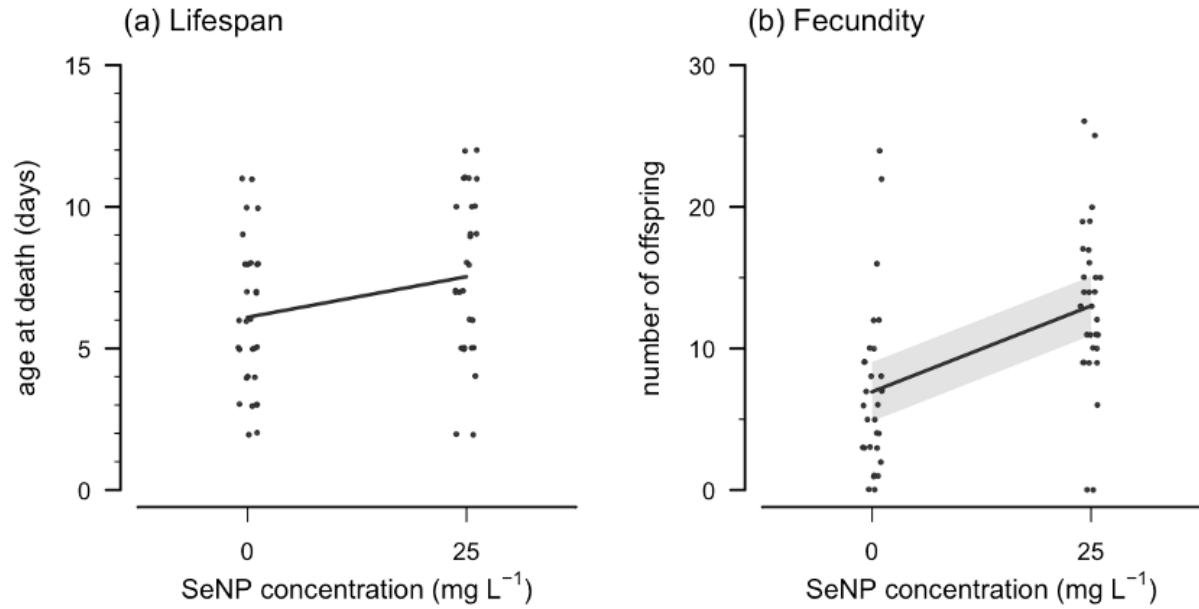 (a) Lifespan
15
10
5
0
age at death (days)
0 25
SeNP concentration (mg L⁻¹)
(b) Fecundity
30
20
10
0
number of offspring
0 25
SeNP concentration (mg L⁻¹)